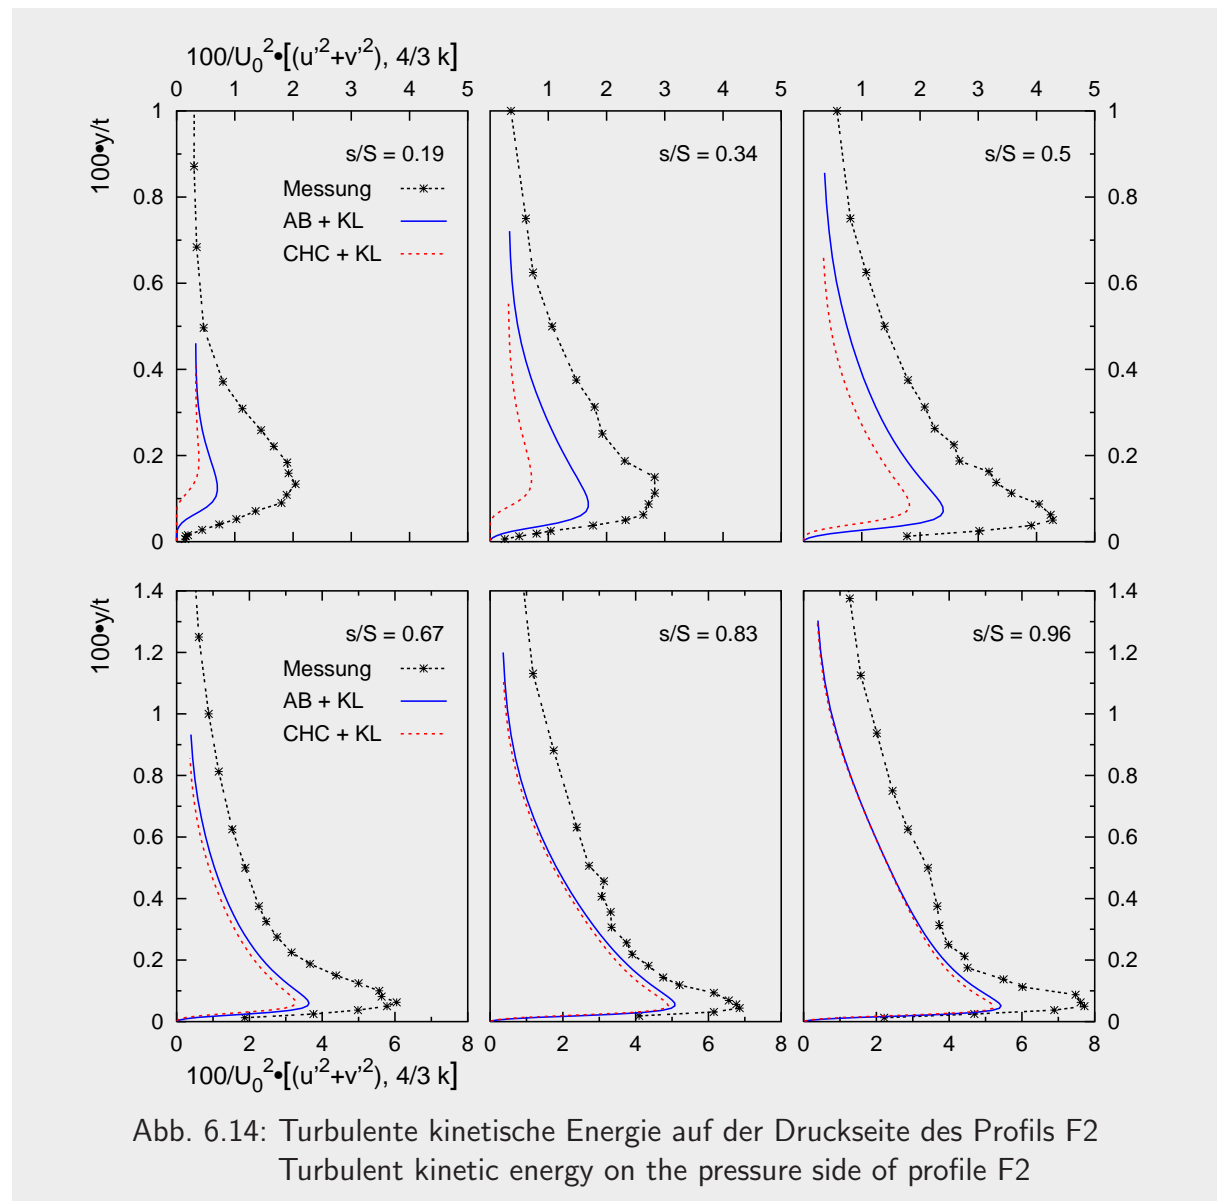 100/U₀²•[(u'²+v'²), 4/3 k]
0 1 2 3 4 5 1 2 3 4 5 1 2 3 4 5
100•y/t
1
0.8
0.6
0.4
0.2
0
s/S = 0.19
Messung
AB + KL
CHC + KL
s/S = 0.34
s/S = 0.5
1
0.8
0.6
0.4
0.2
0
100•y/t
1.4
1.2
1
0.8
0.6
0.4
0.2
0
s/S = 0.67
Messung
AB + KL
CHC + KL
s/S = 0.83
s/S = 0.96
1.4
1.2
1
0.8
0.6
0.4
0.2
0
0 2 4 6 8 0 2 4 6 8 0 2 4 6 8
100/U₀²•[(u'²+v'²), 4/3 k]
Abb. 6.14: Turbulente kinetische Energie auf der Druckseite des Profils F2
Turbulent kinetic energy on the pressure side of profile F2